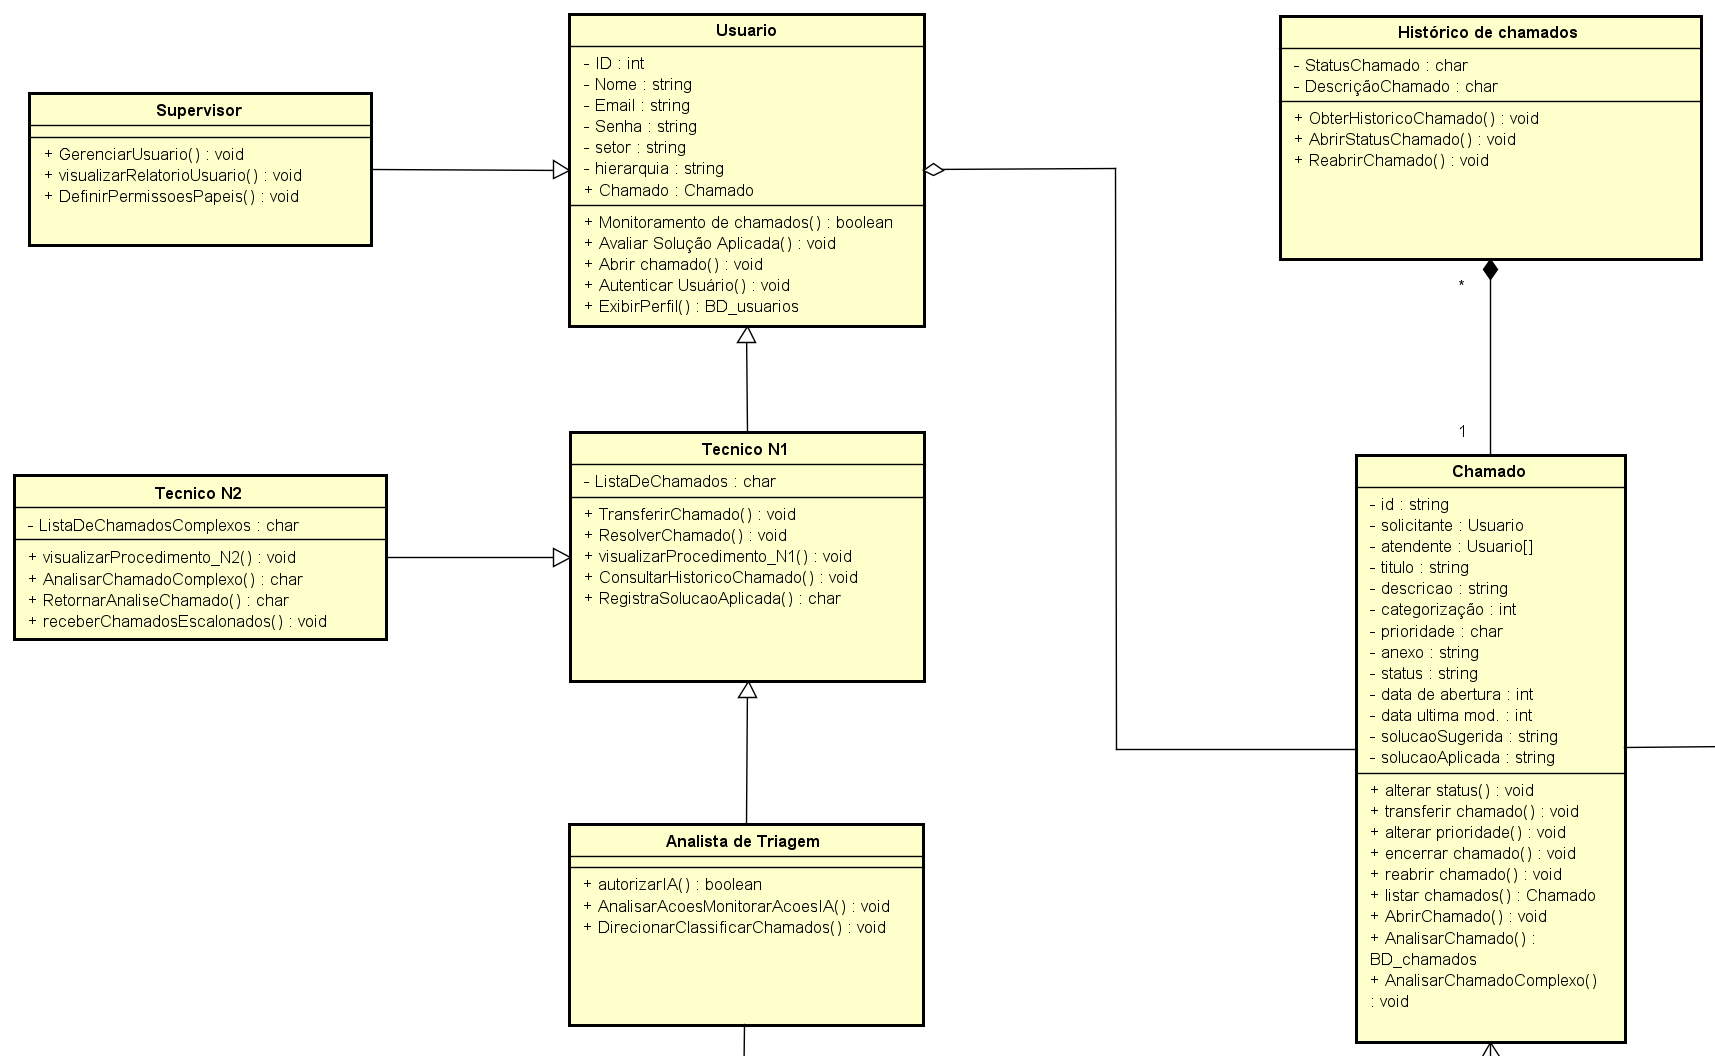 Usuario
- ID : int
- Nome : string
- Email : string
- Senha : string
- setor : string
- hierarquia : string
+ Chamado : Chamado
+ Monitoramento de chamados() : boolean
+ Avaliar Solução Aplicada() : void
+ Abrir chamado() : void
+ Autenticar Usuário() : void
+ ExibirPerfil() : BD_usuarios
Histórico de chamados
- StatusChamado : char
- DescriçãoChamado : char
+ ObterHistoricoChamado() : void
+ AbrirStatusChamado() : void
+ ReabrirChamado() : void
Supervisor
+ GerenciarUsuario() : void
+ visualizarRelatorioUsuario() : void
+ DefinirPermissoesPapeis() : void
*
1
Tecnico N1
- ListaDeChamados : char
+ TransferirChamado() : void
+ ResolverChamado() : void
+ visualizarProcedimento_N1() : void
+ ConsultarHistoricoChamado() : void
+ RegistraSolucaoAplicada() : char
Tecnico N2
- ListaDeChamadosComplexos : char
+ visualizarProcedimento_N2() : void
+ AnalisarChamadoComplexo() : char
+ RetornarAnaliseChamado() : char
+ receberChamadosEscalonados() : void
Chamado
- id : string
- solicitante : Usuario
- atendente : Usuario[]
- titulo : string
- descricao : string
- categorização : int
- prioridade : char
- anexo : string
- status : string
- data de abertura : int
- data ultima mod. : int
- solucaoSugerida : string
- solucaoAplicada : string
+ alterar status() : void
+ transferir chamado() : void
+ alterar prioridade() : void
+ encerrar chamado() : void
+ reabrir chamado() : void
+ listar chamados() : Chamado
+ AbrirChamado() : void
+ AnalisarChamado() :
BD_chamados
+ AnalisarChamadoComplexo()
: void
Analista de Triagem
+ autorizarIA() : boolean
+ AnalisarAcoesMonitorarAcoesIA() : void
+ DirecionarClassificarChamados() : void